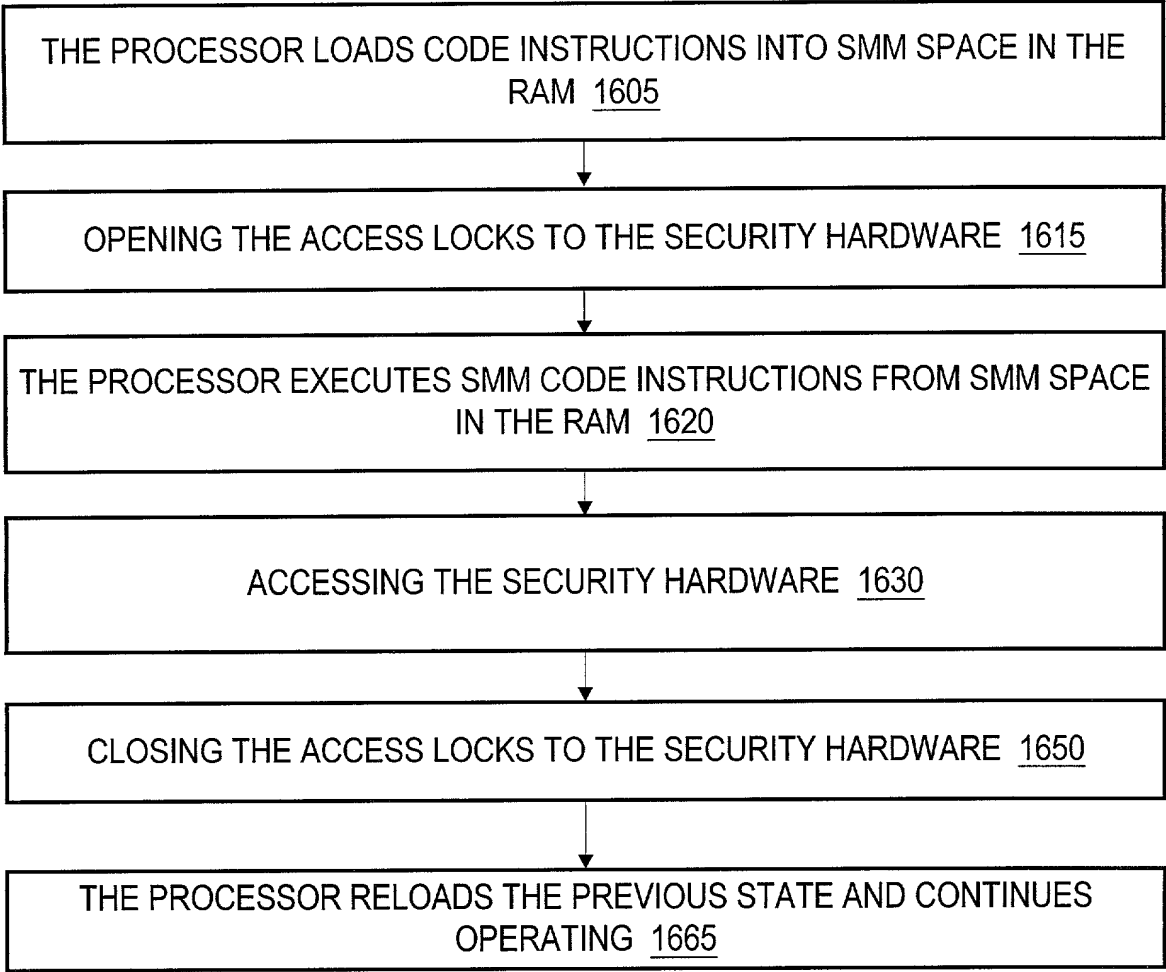 THE PROCESSOR LOADS CODE INSTRUCTIONS INTO SMM SPACE IN THE
RAM 1605
OPENING THE ACCESS LOCKS TO THE SECURITY HARDWARE 1615
THE PROCESSOR EXECUTES SMM CODE INSTRUCTIONS FROM SMM SPACE
IN THE RAM 1620
ACCESSING THE SECURITY HARDWARE 1630
CLOSING THE ACCESS LOCKS TO THE SECURITY HARDWARE 1650
THE PROCESSOR RELOADS THE PREVIOUS STATE AND CONTINUES
OPERATING 1665